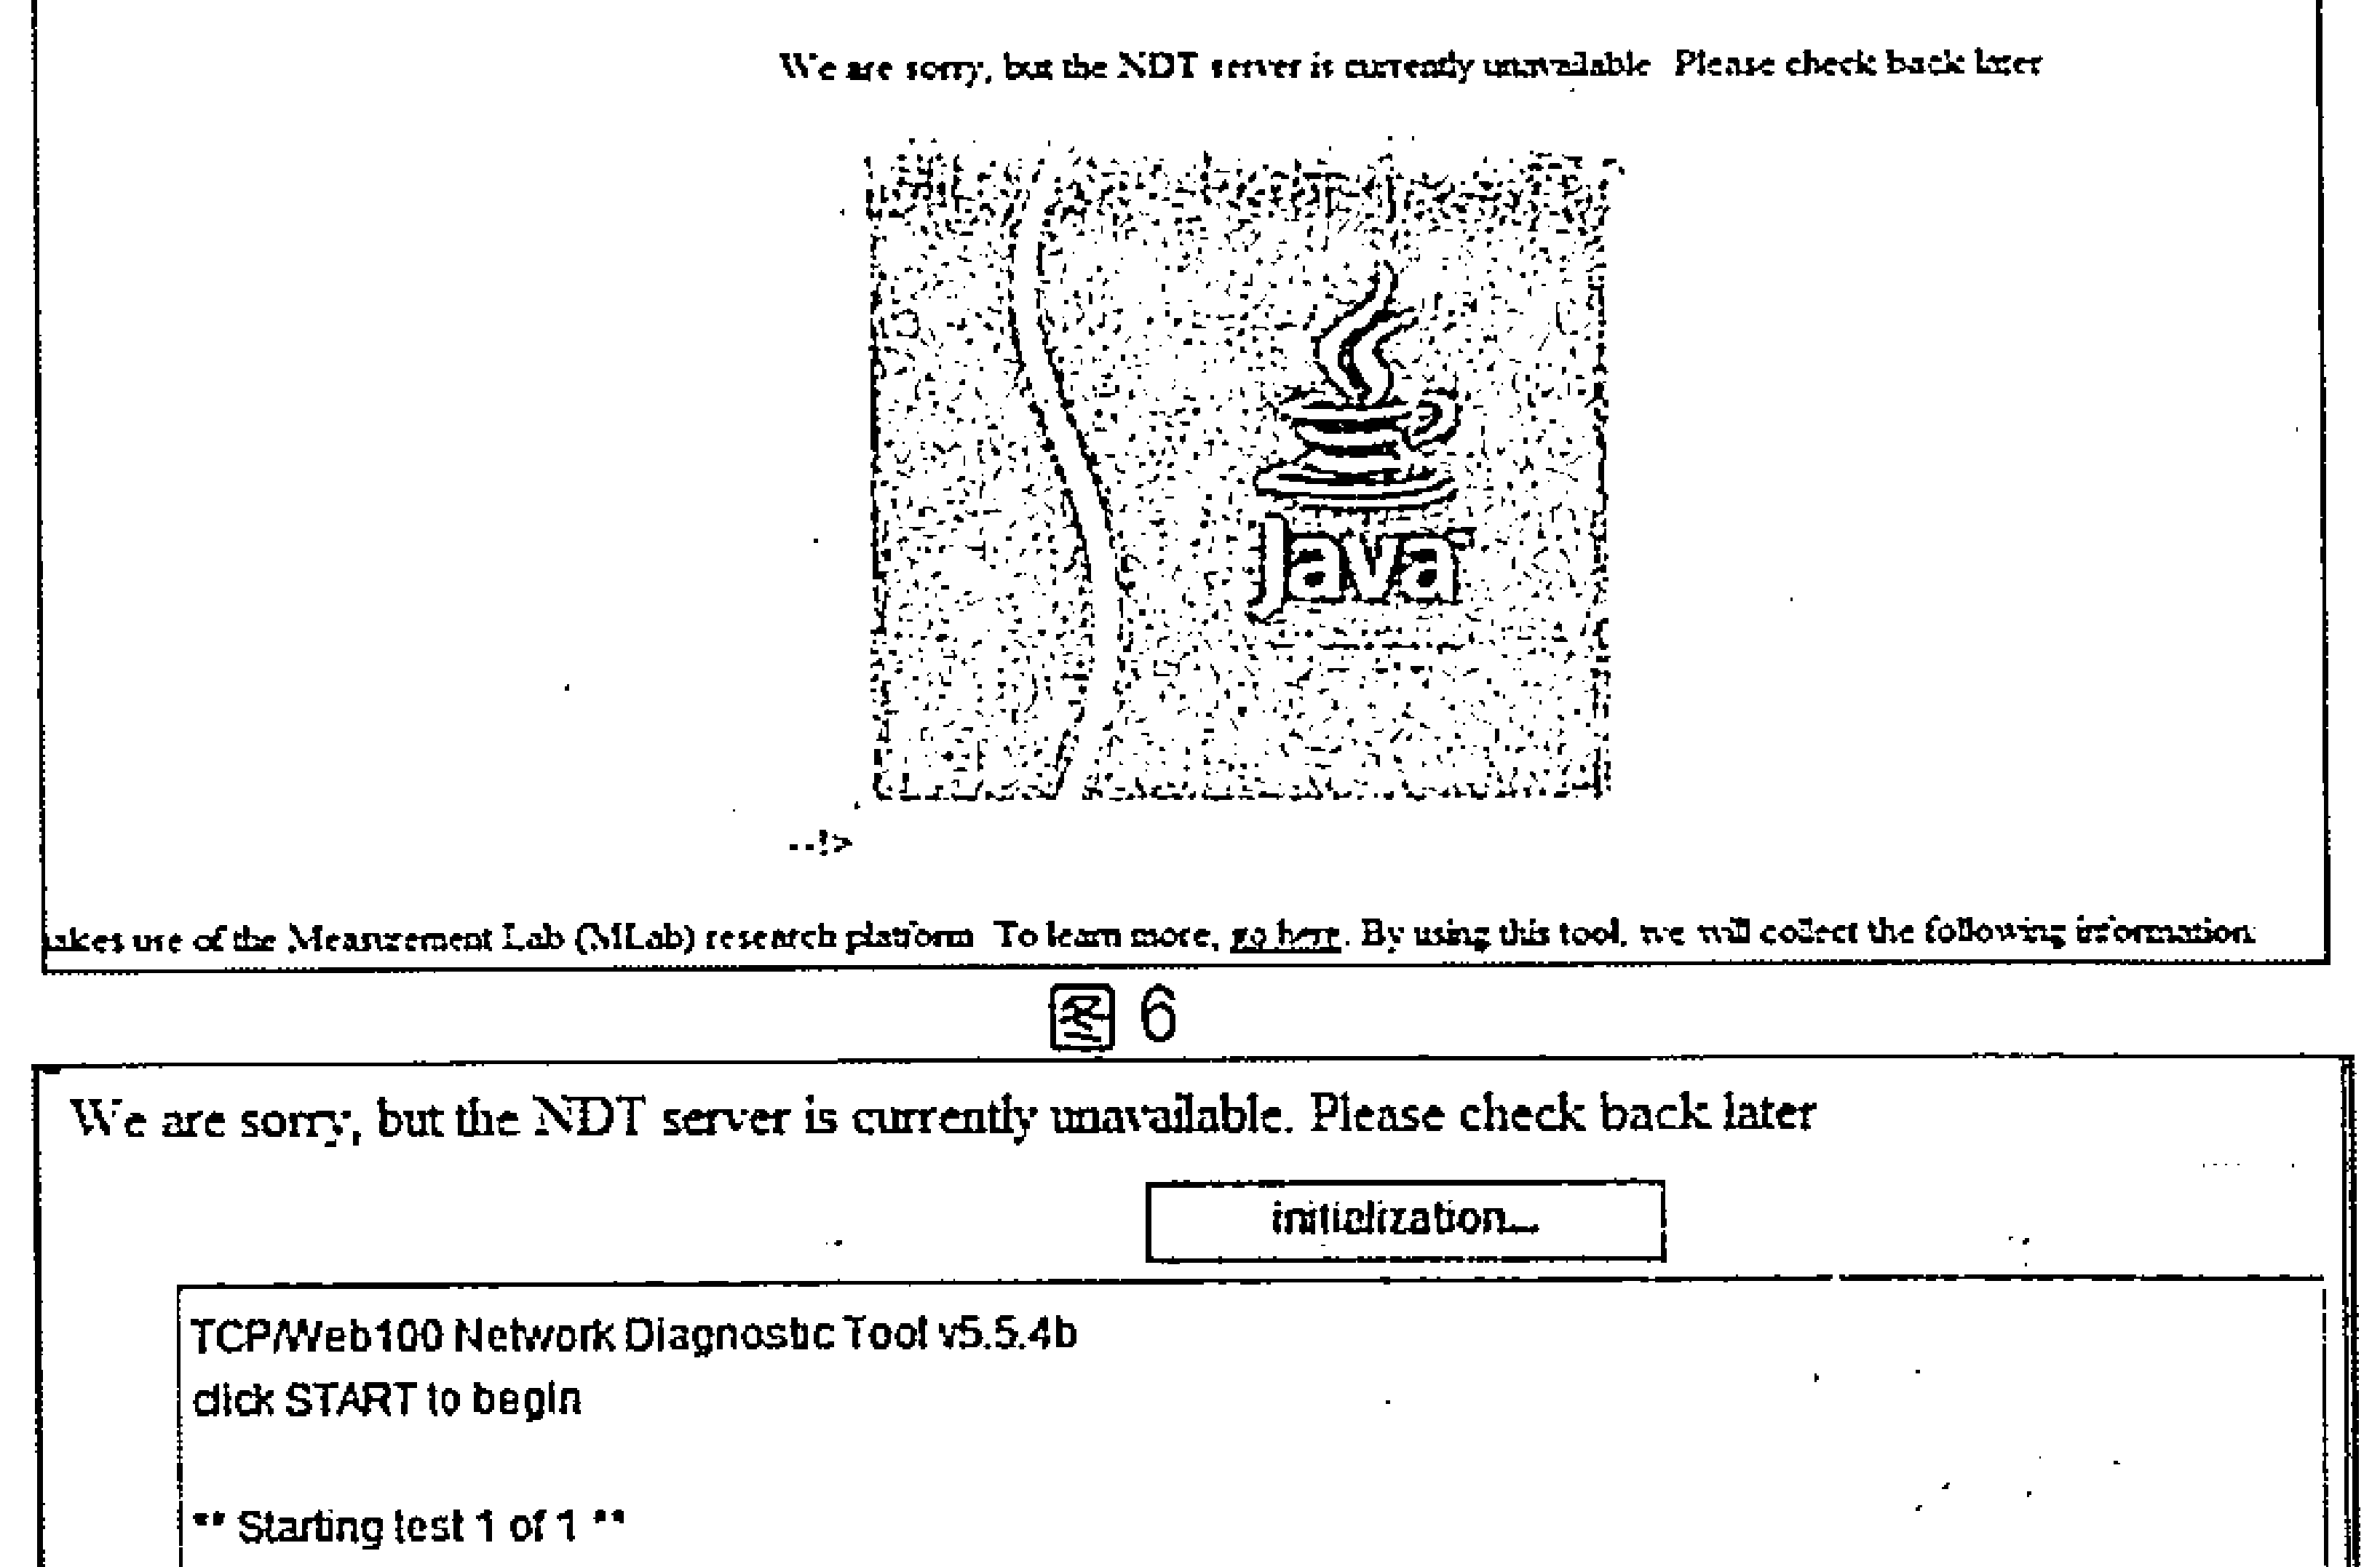 We are sorry, but the NDT server is currently unavailable Please check back later
Java
--!>
akes use of the Measurement Lab (MLab) research platform To learn more, go here. By using this tool, we will collect the following information:
图 6
We are sorry, but the NDT server is currently unavailable. Please check back later
initialization...
TCP/Web100 Network Diagnostic Tool v5.5.4b
click START to begin
** Starting test 1 of 1 **